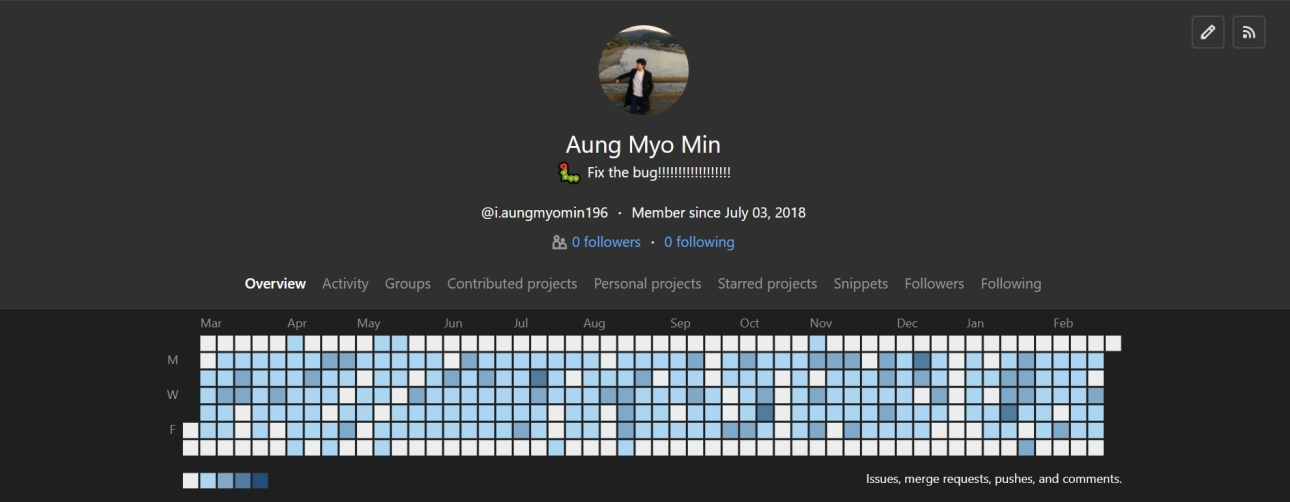 Aung Myo Min
Fix the bug!!!!!!!!!!!!!!!!!!
@i.aungmyomin196 · Member since July 03, 2018
0 followers · 0 following
Overview Activity Groups Contributed projects Personal projects Starred projects Snippets Followers Following
Mar Apr May Jun Jul Aug Sep Oct Nov Dec Jan Feb
M
W
F
Issues, merge requests, pushes, and comments.